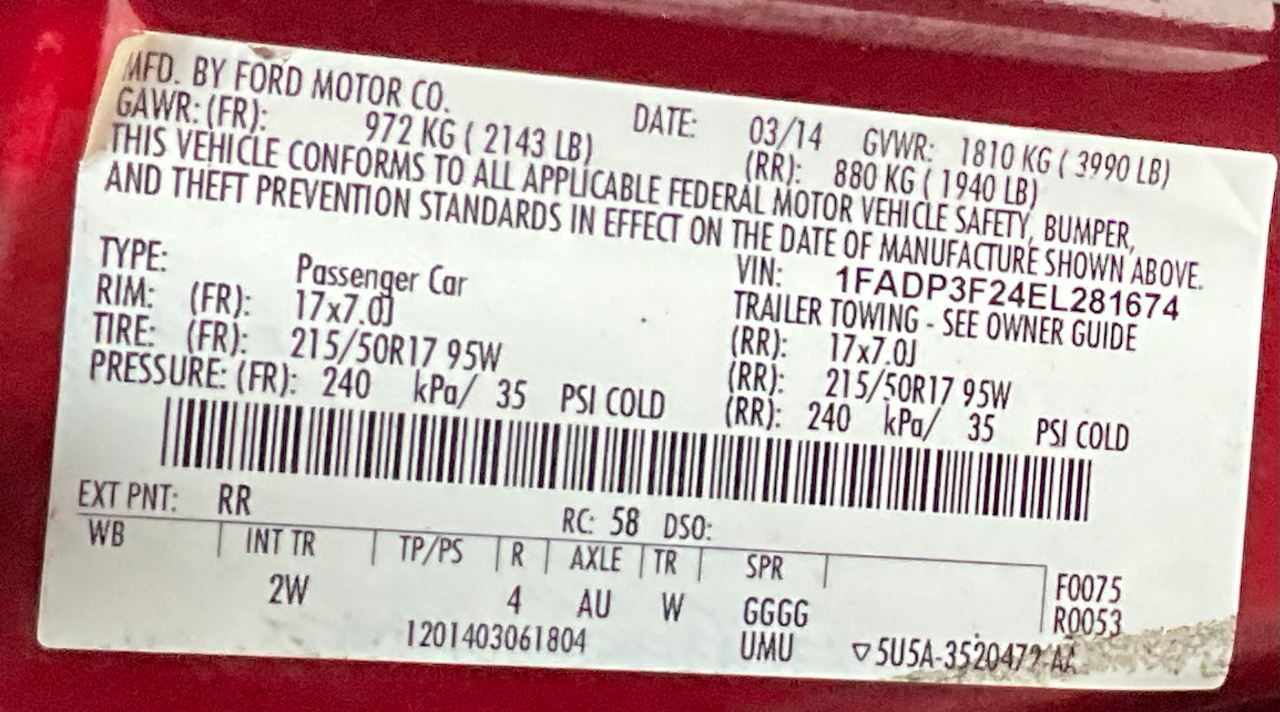 MFD. BY FORD MOTOR CO. DATE: 03/14 GVWR: 1810 KG ( 3990 LB)
GAWR: (FR): 972 KG ( 2143 LB) (RR): 880 KG ( 1940 LB)
THIS VEHICLE CONFORMS TO ALL APPLICABLE FEDERAL MOTOR VEHICLE SAFETY, BUMPER,
AND THEFT PREVENTION STANDARDS IN EFFECT ON THE DATE OF MANUFACTURE SHOWN ABOVE.
VIN: 1FADP3F24EL281674
TYPE: Passenger Car TRAILER TOWING - SEE OWNER GUIDE
RIM: (FR): 17x7.0J (RR): 17x7.0J
TIRE: (FR): 215/50R17 95W (RR): 215/50R17 95W
PRESSURE: (FR): 240 kPa/ 35 PSI COLD (RR): 240 kPa/ 35 PSI COLD
EXT PNT: RR RC: 58 DSO:
WB INT TR TP/PS R AXLE TR SPR F0075
2W 4 AU W GGGG R0053
1201403061804 UMU ▽5U5A-3520472-AA